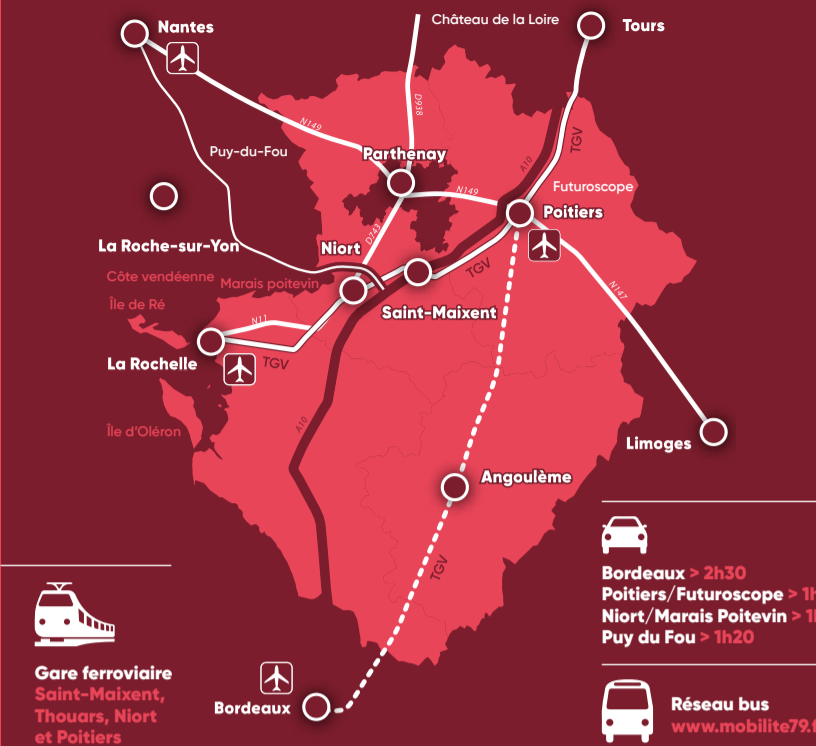 Château de la Loire
Tours
Nantes
D938
N149
TGV
A10
Puy-du-Fou
Parthenay
N149
Futuroscope
Poitiers
La Roche-sur-Yon
Niort
D743
TGV
Côte vendéenne
Marais poitevin
N147
Île de Ré
Saint-Maixent
N11
La Rochelle
TGV
A10
Île d'Oléron
Limoges
Angoulème
TGV
Bordeaux > 2h30
Poitiers/Futuroscope > 1h
Niort/Marais Poitevin >
Puy du Fou > 1h20
Gare ferroviaire
Saint-Maixent,
Thouars, Niort
et Poitiers
Bordeaux
Réseau bus
www.mobilite79.f